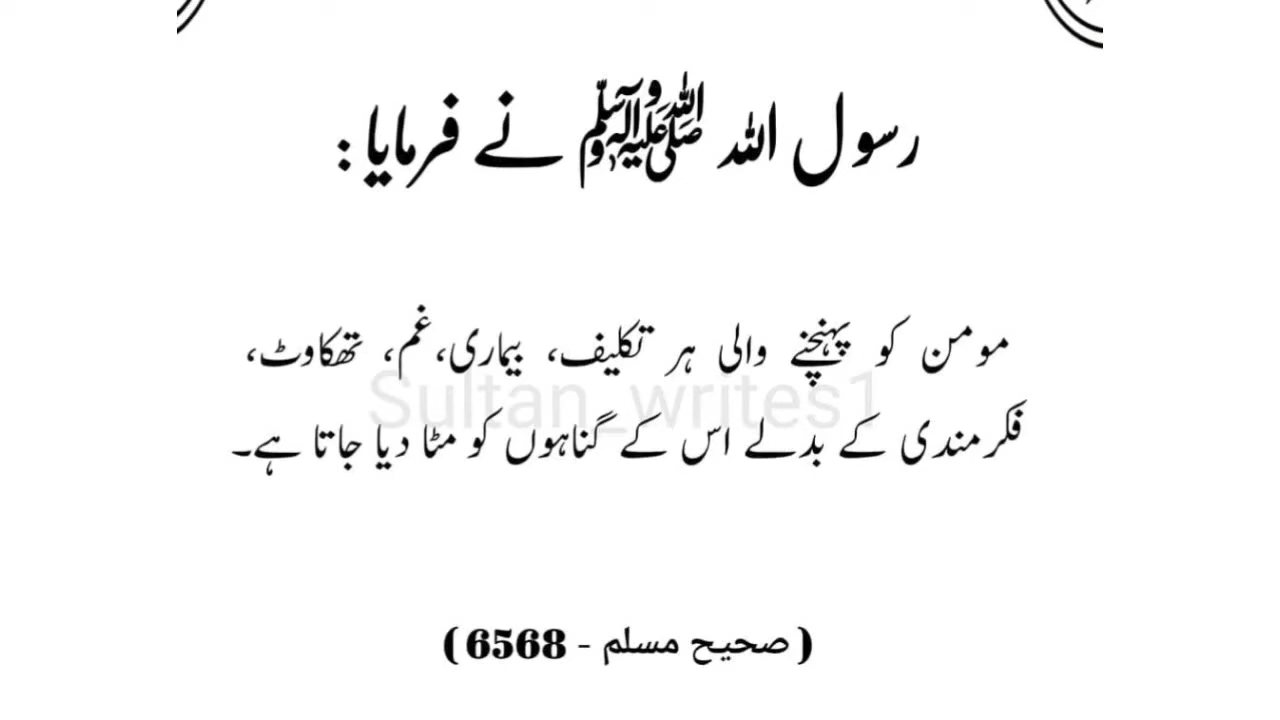 رسول اللہ صلی اللہ علیہ وآلہ وسلم نے فرمایا:
مومن کو پہنچنے والی ہر تکلیف، بیماری، غم، تھکاوٹ،
Sultan_writes1
فکرمندی کے بدلے اس کے گناہوں کو مٹا دیا جاتا ہے۔
(صحیح مسلم - 6568)